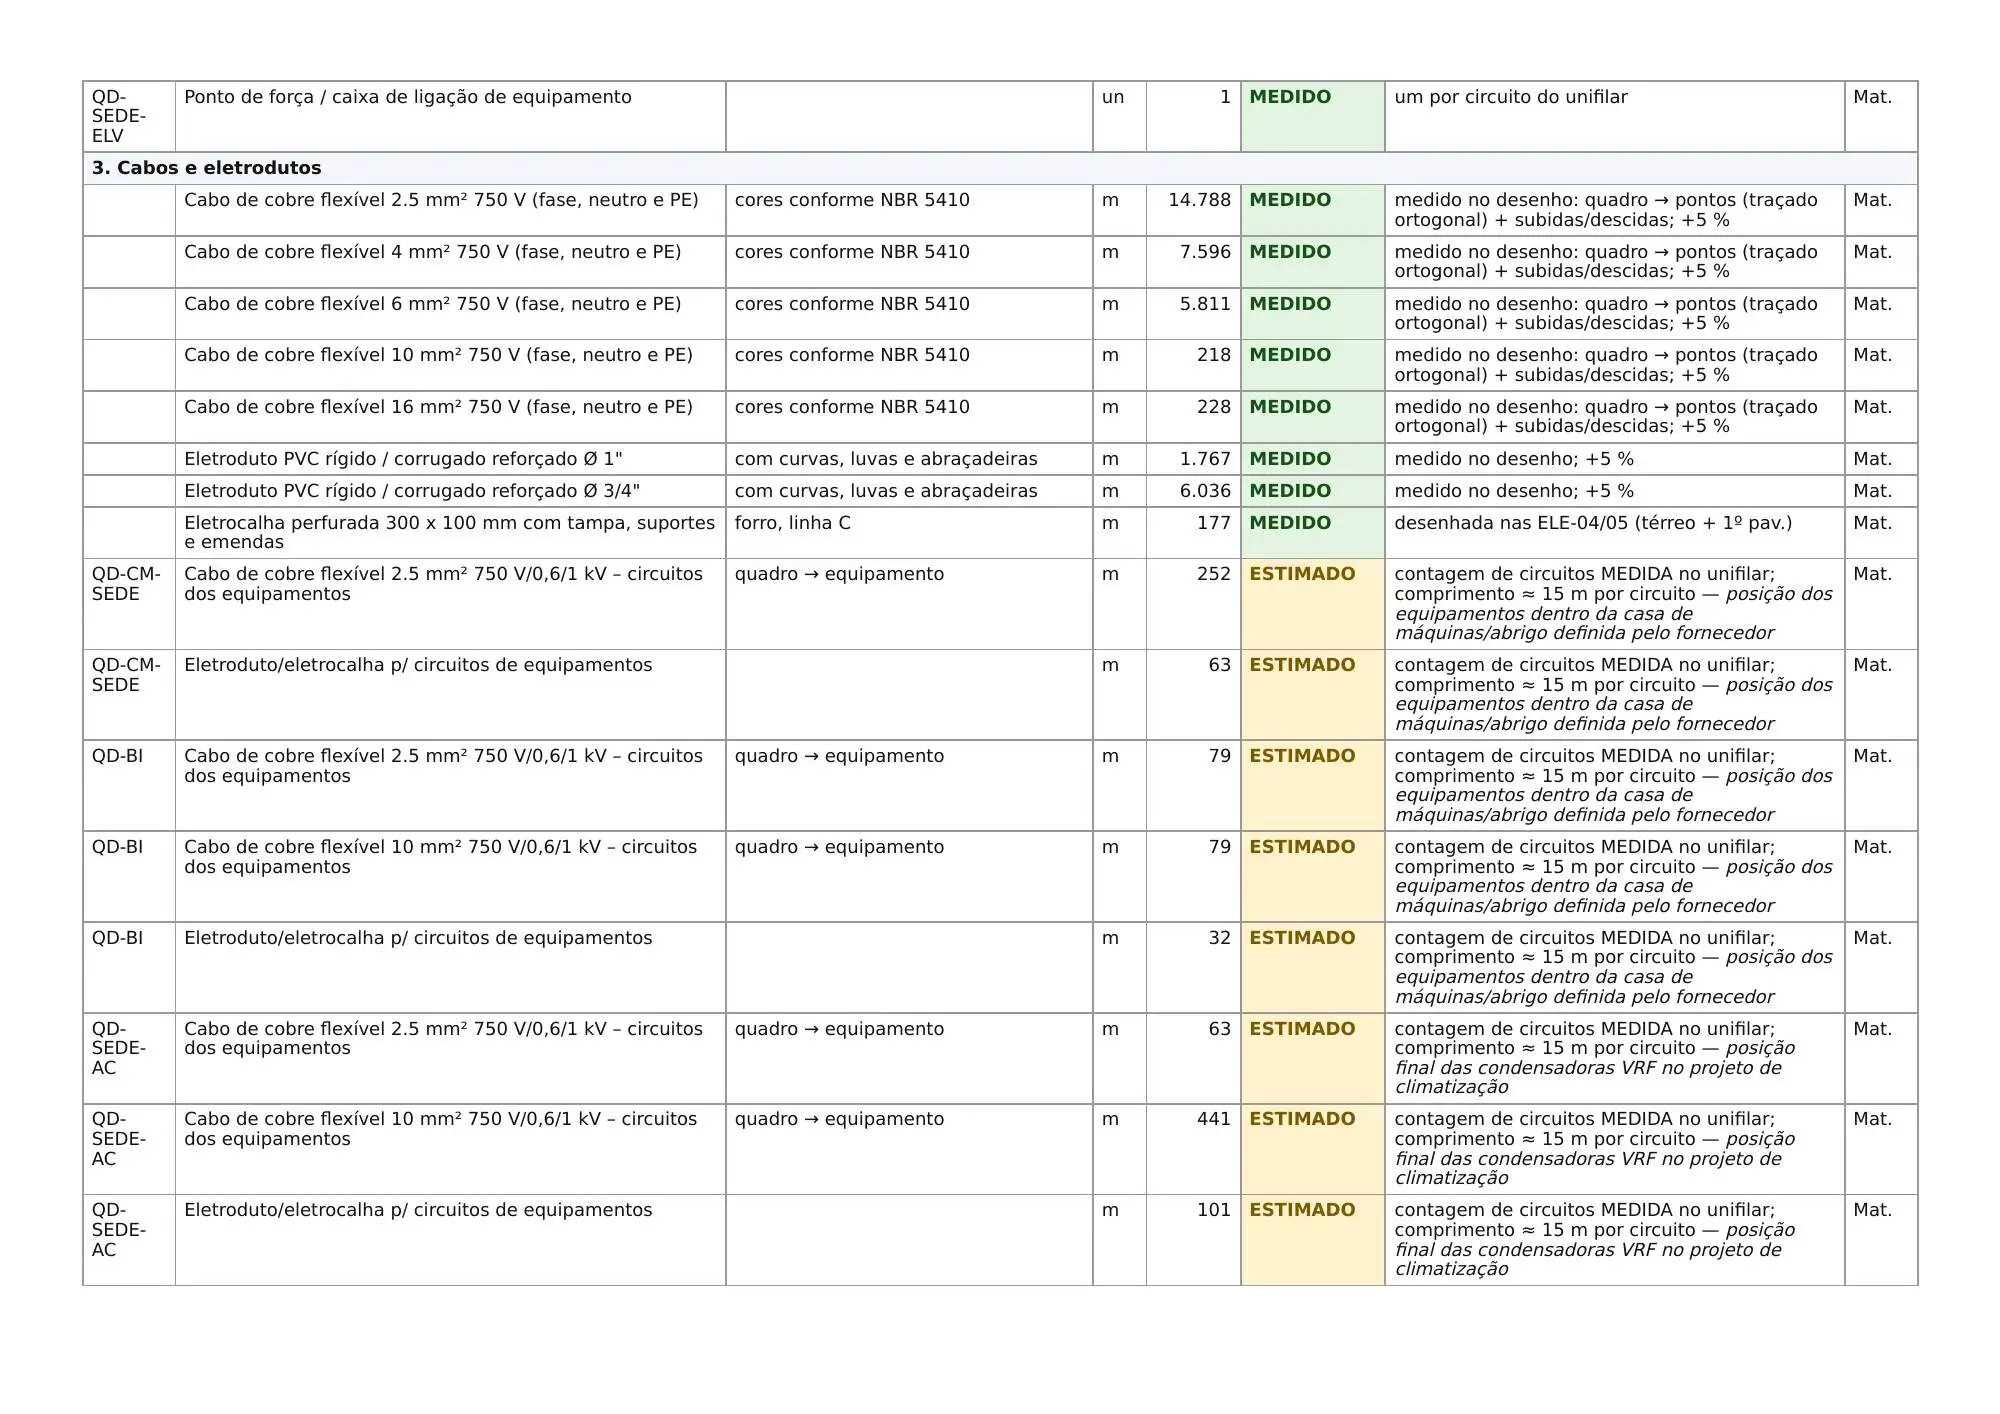 QD-SEDE-ELV Ponto de força / caixa de ligação de equipamento un 1 MEDIDO um por circuito do unifilar Mat.
3. Cabos e eletrodutos
Cabo de cobre flexível 2.5 mm² 750 V (fase, neutro e PE) cores conforme NBR 5410 m 14.788 MEDIDO medido no desenho: quadro → pontos (traçado ortogonal) + subidas/descidas; +5 % Mat.
Cabo de cobre flexível 4 mm² 750 V (fase, neutro e PE) cores conforme NBR 5410 m 7.596 MEDIDO medido no desenho: quadro → pontos (traçado ortogonal) + subidas/descidas; +5 % Mat.
Cabo de cobre flexível 6 mm² 750 V (fase, neutro e PE) cores conforme NBR 5410 m 5.811 MEDIDO medido no desenho: quadro → pontos (traçado ortogonal) + subidas/descidas; +5 % Mat.
Cabo de cobre flexível 10 mm² 750 V (fase, neutro e PE) cores conforme NBR 5410 m 218 MEDIDO medido no desenho: quadro → pontos (traçado ortogonal) + subidas/descidas; +5 % Mat.
Cabo de cobre flexível 16 mm² 750 V (fase, neutro e PE) cores conforme NBR 5410 m 228 MEDIDO medido no desenho: quadro → pontos (traçado ortogonal) + subidas/descidas; +5 % Mat.
Eletroduto PVC rígido / corrugado reforçado Ø 1" com curvas, luvas e abraçadeiras m 1.767 MEDIDO medido no desenho; +5 % Mat.
Eletroduto PVC rígido / corrugado reforçado Ø 3/4" com curvas, luvas e abraçadeiras m 6.036 MEDIDO medido no desenho; +5 % Mat.
Eletrocalha perfurada 300 x 100 mm com tampa, suportes e emendas forro, linha C m 177 MEDIDO desenhada nas ELE-04/05 (térreo + 1º pav.) Mat.
QD-CM-SEDE Cabo de cobre flexível 2.5 mm² 750 V/0,6/1 kV – circuitos dos equipamentos quadro → equipamento m 252 ESTIMADO contagem de circuitos MEDIDA no unifilar; comprimento ≈ 15 m por circuito — posição dos equipamentos dentro da casa de máquinas/abrigo definida pelo fornecedor Mat.
QD-CM-SEDE Eletroduto/eletrocalha p/ circuitos de equipamentos m 63 ESTIMADO contagem de circuitos MEDIDA no unifilar; comprimento ≈ 15 m por circuito — posição dos equipamentos dentro da casa de máquinas/abrigo definida pelo fornecedor Mat.
QD-BI Cabo de cobre flexível 2.5 mm² 750 V/0,6/1 kV – circuitos dos equipamentos quadro → equipamento m 79 ESTIMADO contagem de circuitos MEDIDA no unifilar; comprimento ≈ 15 m por circuito — posição dos equipamentos dentro da casa de máquinas/abrigo definida pelo fornecedor Mat.
QD-BI Cabo de cobre flexível 10 mm² 750 V/0,6/1 kV – circuitos dos equipamentos quadro → equipamento m 79 ESTIMADO contagem de circuitos MEDIDA no unifilar; comprimento ≈ 15 m por circuito — posição dos equipamentos dentro da casa de máquinas/abrigo definida pelo fornecedor Mat.
QD-BI Eletroduto/eletrocalha p/ circuitos de equipamentos m 32 ESTIMADO contagem de circuitos MEDIDA no unifilar; comprimento ≈ 15 m por circuito — posição dos equipamentos dentro da casa de máquinas/abrigo definida pelo fornecedor Mat.
QD-SEDE-AC Cabo de cobre flexível 2.5 mm² 750 V/0,6/1 kV – circuitos dos equipamentos quadro → equipamento m 63 ESTIMADO contagem de circuitos MEDIDA no unifilar; comprimento ≈ 15 m por circuito — posição final das condensadoras VRF no projeto de climatização Mat.
QD-SEDE-AC Cabo de cobre flexível 10 mm² 750 V/0,6/1 kV – circuitos dos equipamentos quadro → equipamento m 441 ESTIMADO contagem de circuitos MEDIDA no unifilar; comprimento ≈ 15 m por circuito — posição final das condensadoras VRF no projeto de climatização Mat.
QD-SEDE-AC Eletroduto/eletrocalha p/ circuitos de equipamentos m 101 ESTIMADO contagem de circuitos MEDIDA no unifilar; comprimento ≈ 15 m por circuito — posição final das condensadoras VRF no projeto de climatização Mat.